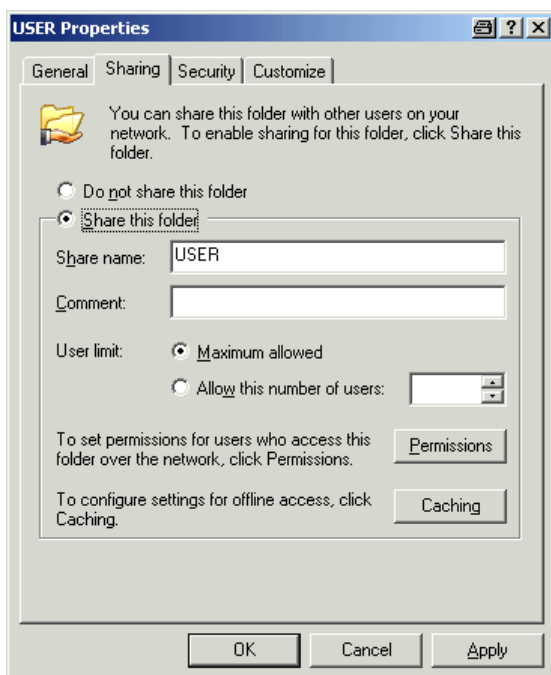 USER Properties
General Sharing Security Customize
You can share this folder with other users on your
network. To enable sharing for this folder, click Share this
folder.
Do not share this folder
Share this folder
Share name: USER
Comment:
User limit: Maximum allowed
Allow this number of users:
To set permissions for users who access this
folder over the network, click Permissions.
Permissions
To configure settings for offline access, click
Caching.
Caching
OK Cancel Apply